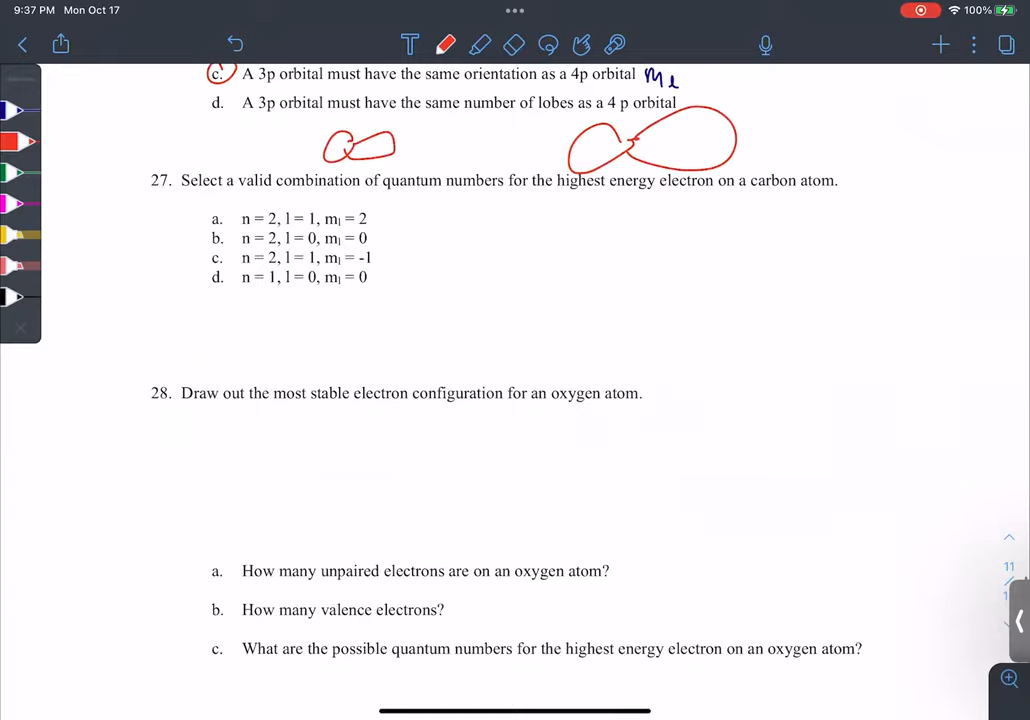 9:37 PM Mon Oct 17
100%
c. A 3p orbital must have the same orientation as a 4p orbital mℓ
d. A 3p orbital must have the same number of lobes as a 4 p orbital
27. Select a valid combination of quantum numbers for the highest energy electron on a carbon atom.
a. n = 2, l = 1, ml = 2
b. n = 2, l = 0, ml = 0
c. n = 2, l = 1, ml = -1
d. n = 1, l = 0, ml = 0
28. Draw out the most stable electron configuration for an oxygen atom.
a. How many unpaired electrons are on an oxygen atom?
b. How many valence electrons?
c. What are the possible quantum numbers for the highest energy electron on an oxygen atom?
11
/